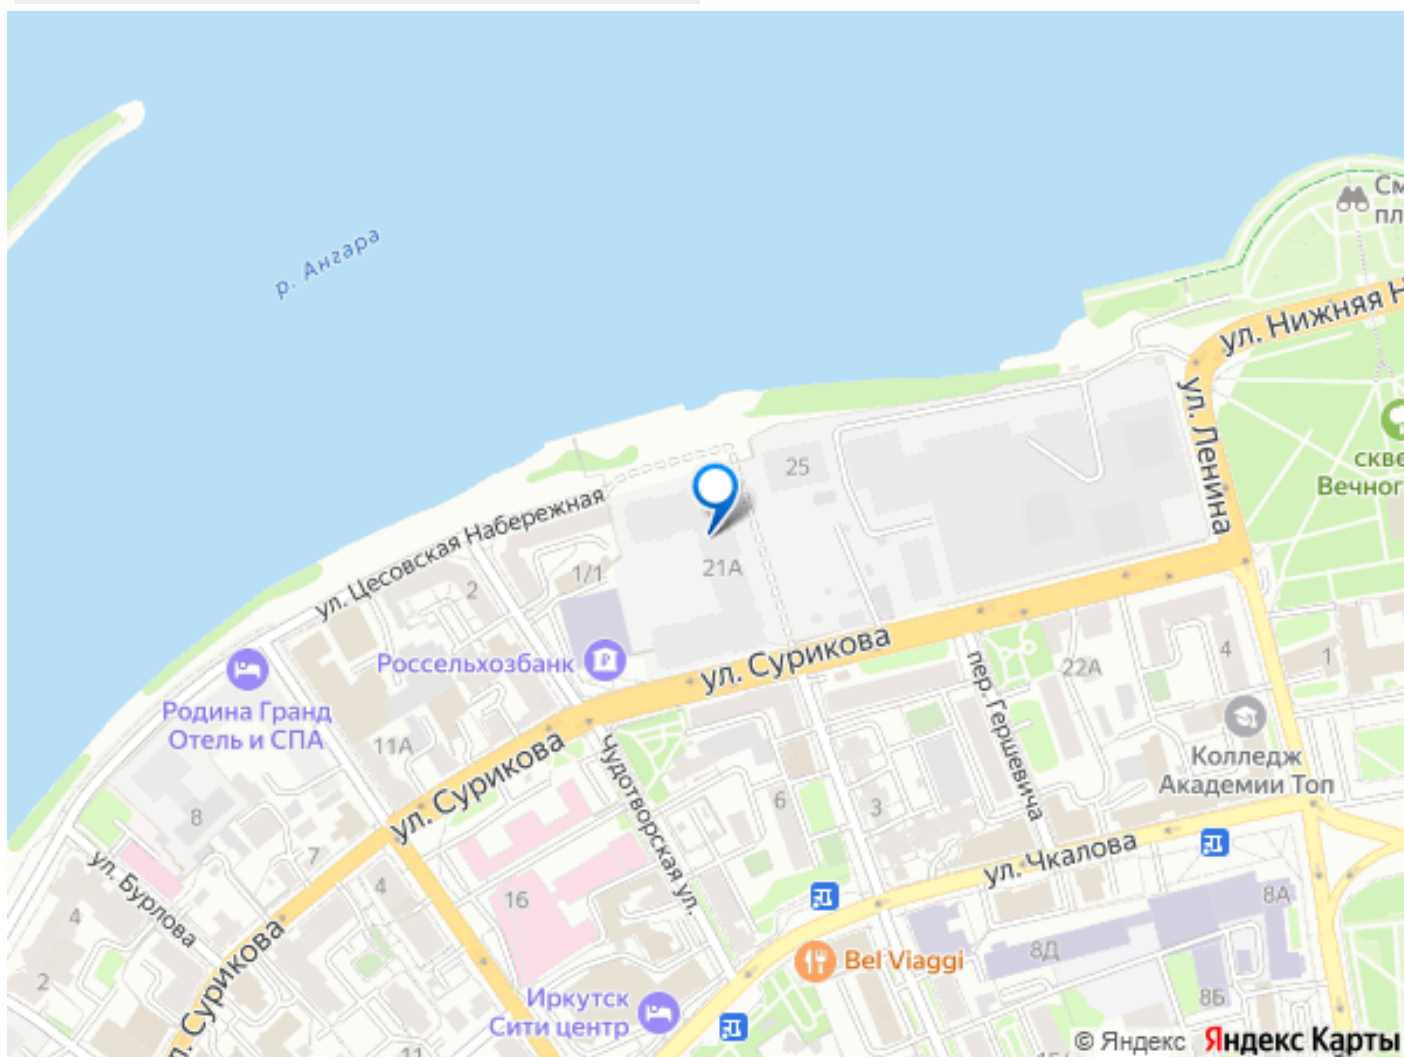 См
пл
р. Ангара
ул. Нижняя Н
ул. Ленина
скве
Вечног
25
ул. Цесовская Набережная
21А
1/1
2
ул. Сурикова
Россельхозбанк
пер. Гершевича
22А
4
1
Родина Гранд
Отель и СПА
11А
Колледж
Академии Топ
ул. Сурикова
Чудотворская ул.
6
3
8
7
4
ул. Чкалова
ул. Бурлова
16
8А
4
ул. Сурикова
8Д
Bel Viaggi
2
8Б
Иркутск
Сити центр
11
© Яндекс Яндекс Карты